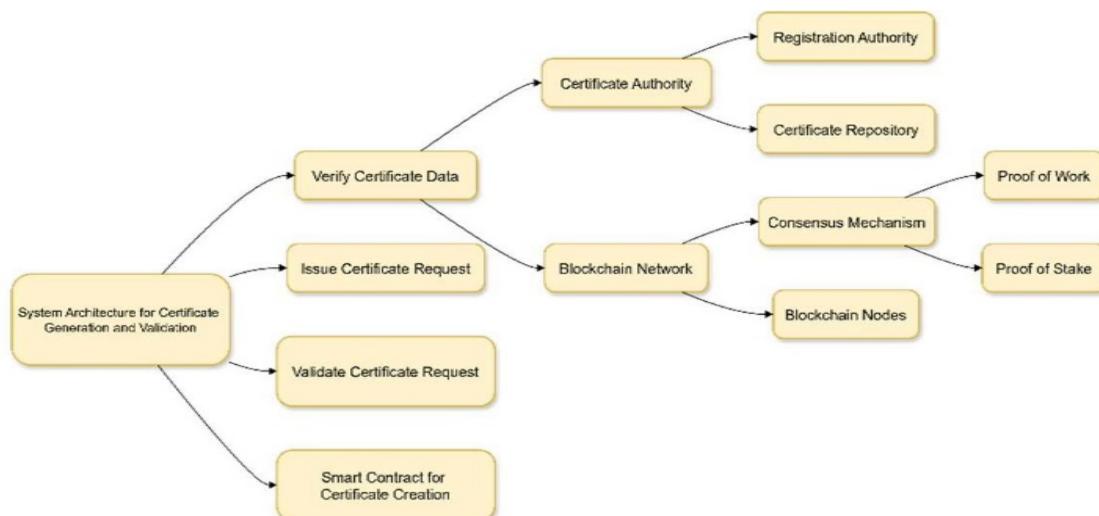 Registration Authority
Certificate Authority
Certificate Repository
Verify Certificate Data
Proof of Work
Consensus Mechanism
Issue Certificate Request
Blockchain Network
Proof of Stake
System Architecture for Certificate
Generation and Validation
Blockchain Nodes
Validate Certificate Request
Smart Contract for
Certificate Creation